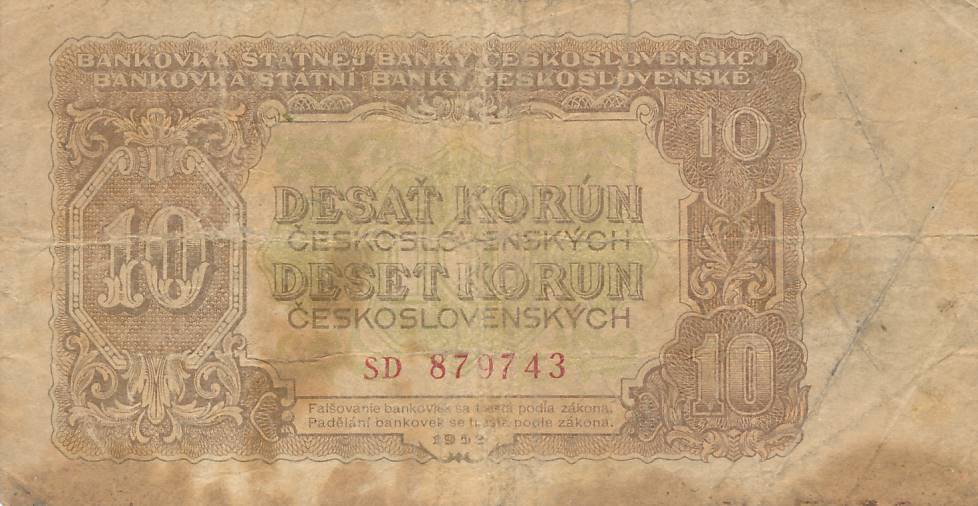 BANKOVKA ŠTÁTNEJ BANKY ČESKOSLOVENSKEJ
BANKOVKA STÁTNÍ BANKY ČESKOSLOVENSKÉ
10
10
DESAŤ KORÚN
ČESKOSLOVENSKÝCH
DESET KORUN
ČESKOSLOVENSKÝCH
10
SD 879743
Falšovanie bankoviek sa trestá podľa zákona.
Padělání bankovek se trestá podle zákona.
1953